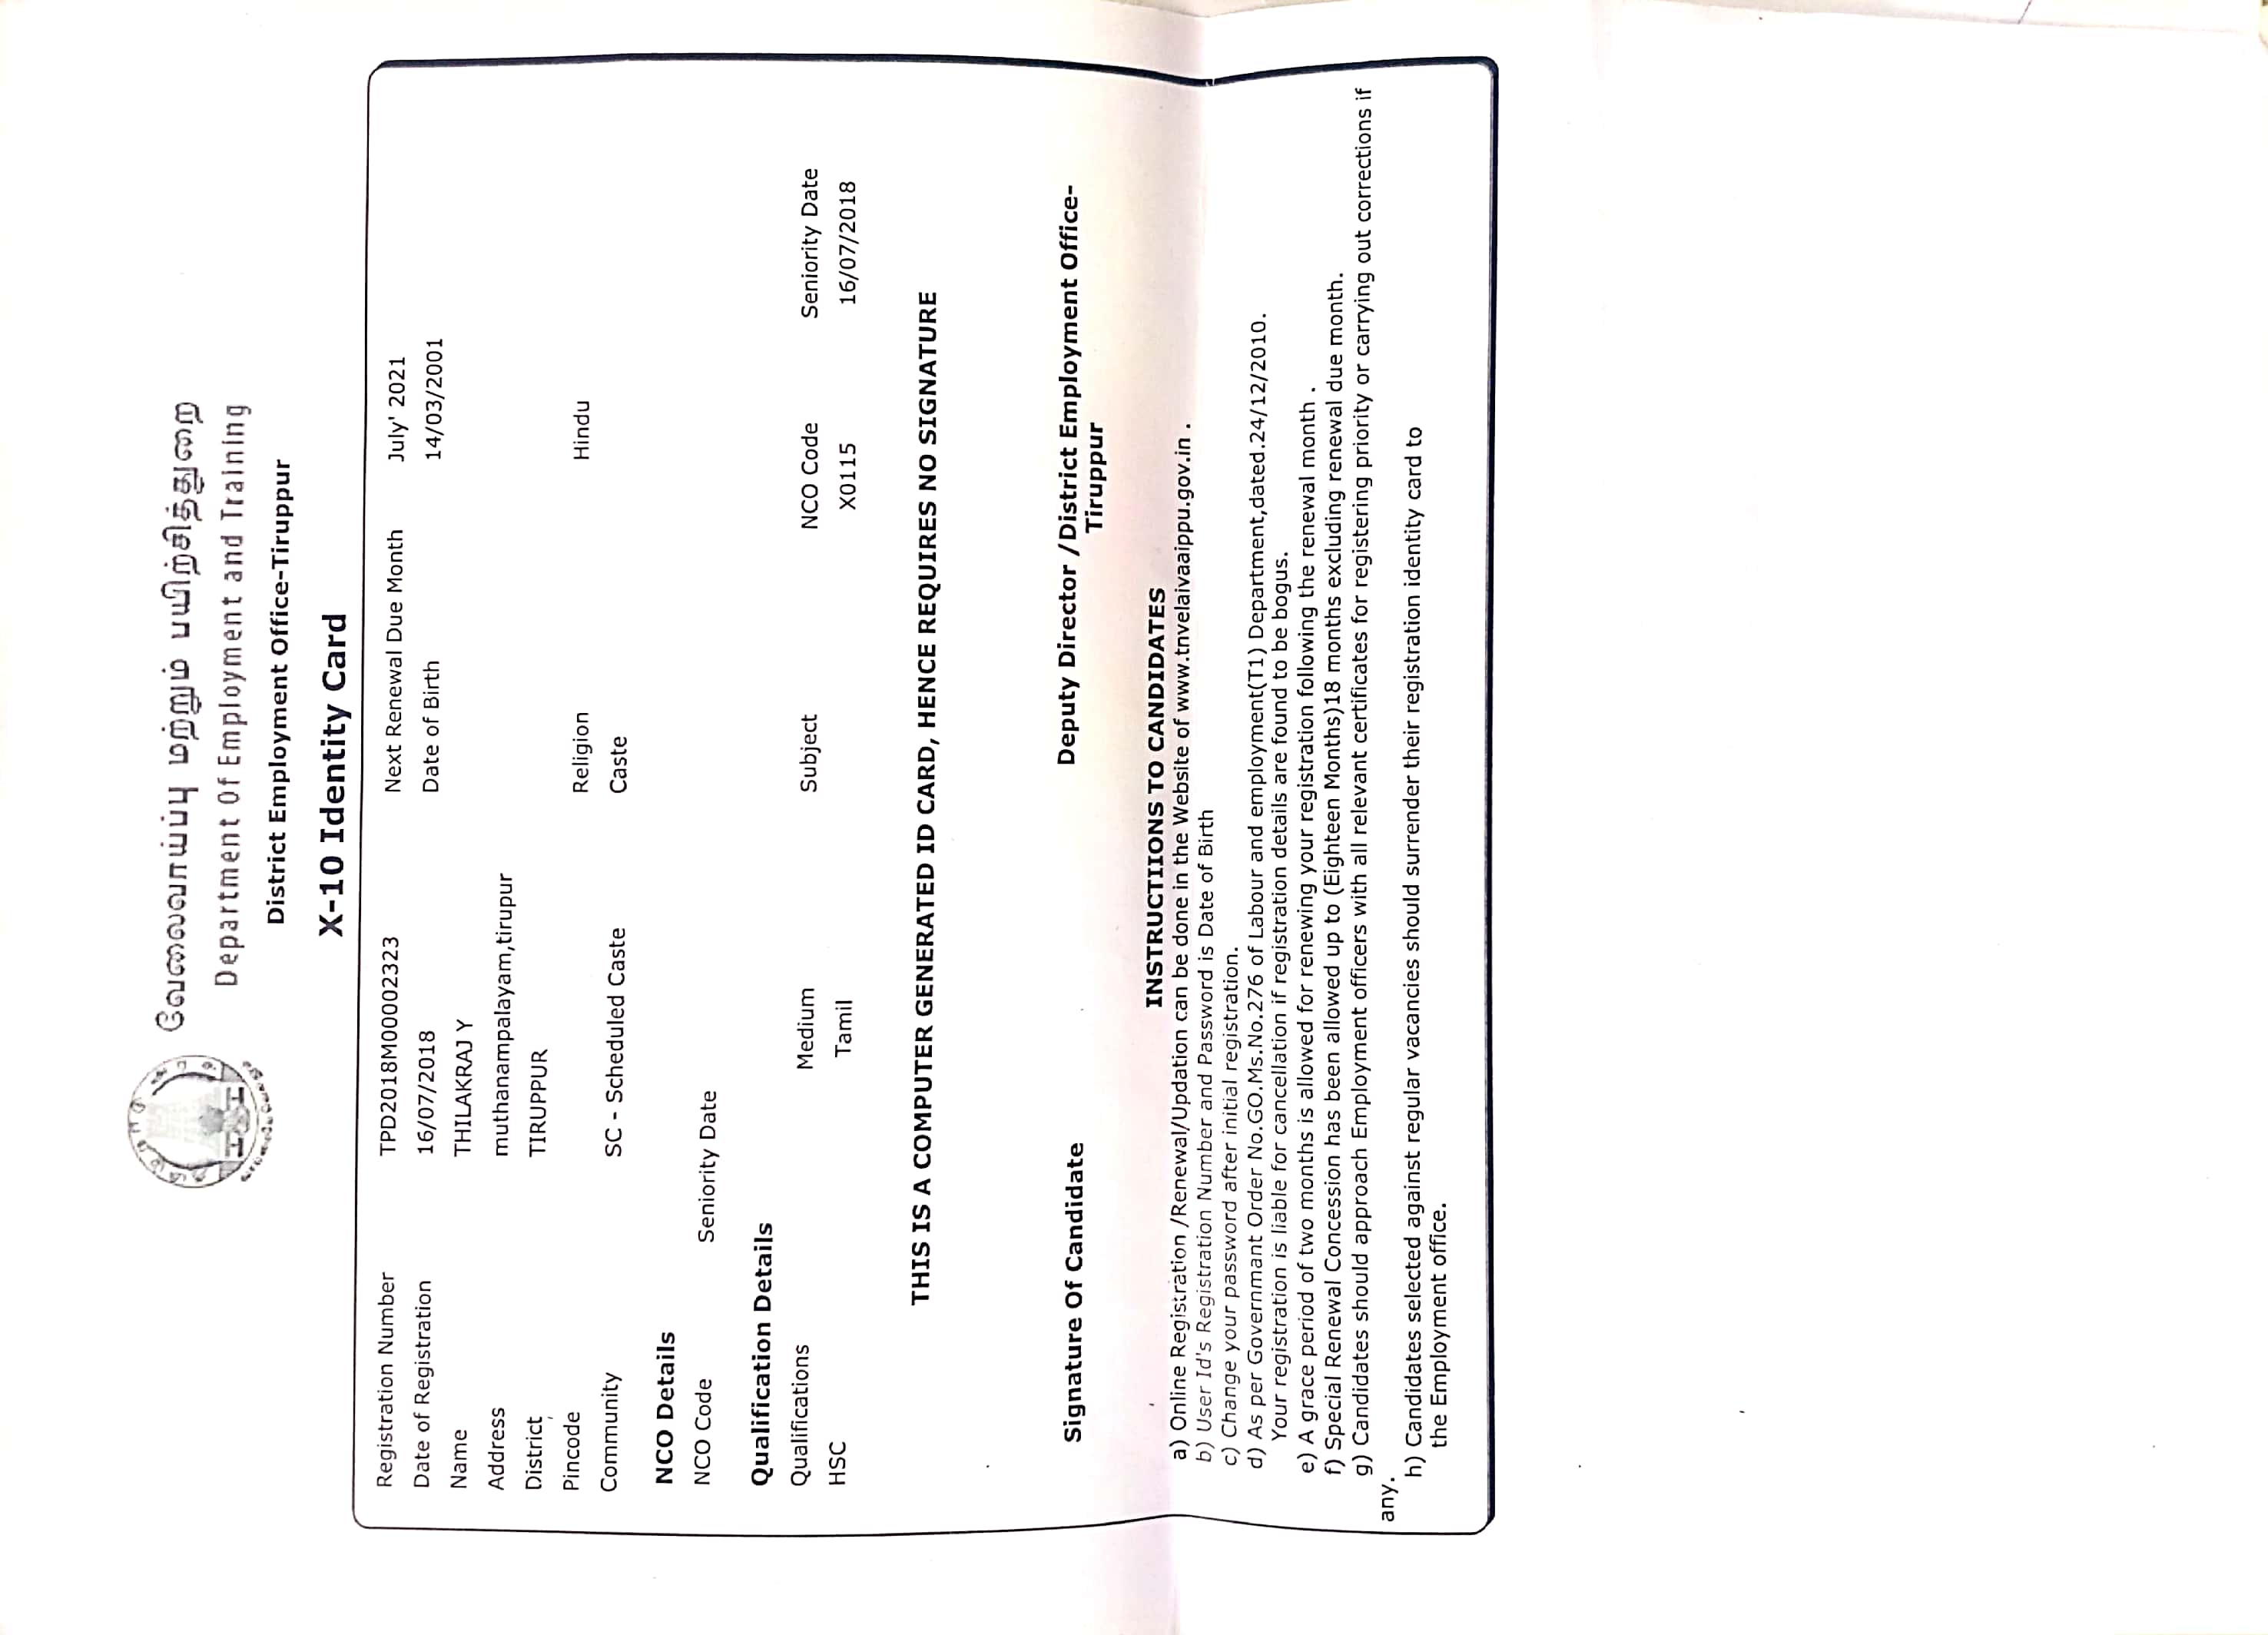 வேலைவாய்ப்பு மற்றும் பயிற்சித்துறை
Department Of Employment and Training
District Employment Office-Tiruppur
X-10 Identity Card
Registration Number TPD2018M00002323 Next Renewal Due Month July' 2021
Date of Registration 16/07/2018 Date of Birth 14/03/2001
Name THILAKRAJ Y
Address muthanampalayam,tirupur
District TIRUPPUR
Pincode Religion Hindu
Community SC - Scheduled Caste Caste
NCO Details
NCO Code Seniority Date
Qualification Details
Qualifications Medium Subject NCO Code Seniority Date
HSC Tamil X0115 16/07/2018
THIS IS A COMPUTER GENERATED ID CARD, HENCE REQUIRES NO SIGNATURE
Signature Of Candidate Deputy Director /District Employment Office-
Tiruppur
INSTRUCTIIONS TO CANDIDATES
a) Online Registration /Renewal/Updation can be done in the Website of www.tnvelaivaaippu.gov.in .
b) User Id's Registration Number and Password is Date of Birth
c) Change your password after initial registration.
d) As per Governmant Order No.GO.Ms.No.276 of Labour and employment(T1) Department,dated.24/12/2010.
Your registration is liable for cancellation if registration details are found to be bogus.
e) A grace period of two months is allowed for renewing your registration following the renewal month .
f) Special Renewal Concession has been allowed up to (Eighteen Months)18 months excluding renewal due month.
g) Candidates should approach Employment officers with all relevant certificates for registering priority or carrying out corrections if
any.
h) Candidates selected against regular vacancies should surrender their registration identity card to
the Employment office.